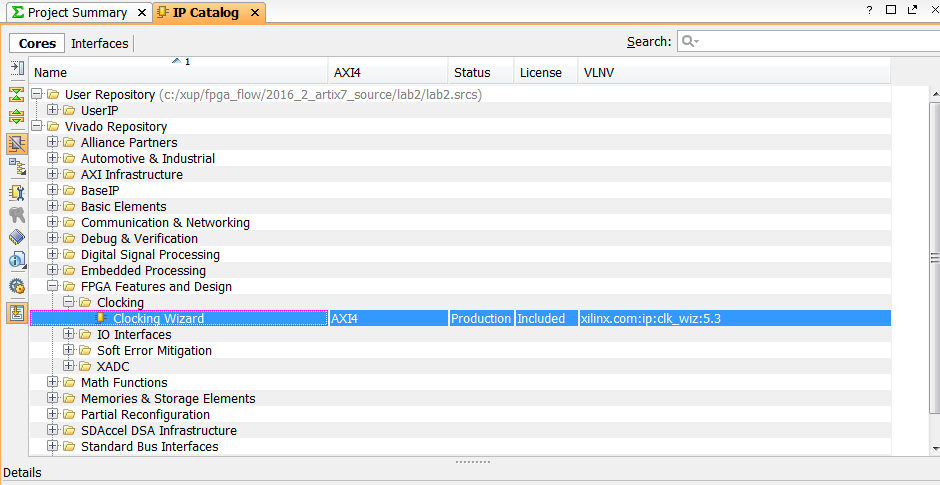 Project Summary × IP Catalog ×
Cores Interfaces Search:
Name 1 AXI4 Status License VLNV
User Repository (c:/xup/fpga_flow/2016_2_artix7_source/lab2/lab2.srcs)
UserIP
Vivado Repository
Alliance Partners
Automotive & Industrial
AXI Infrastructure
BaseIP
Basic Elements
Communication & Networking
Debug & Verification
Digital Signal Processing
Embedded Processing
FPGA Features and Design
Clocking
Clocking Wizard AXI4 Production Included xilinx.com:ip:clk_wiz:5.3
IO Interfaces
Soft Error Mitigation
XADC
Math Functions
Memories & Storage Elements
Partial Reconfiguration
SDAccel DSA Infrastructure
Standard Bus Interfaces
Details